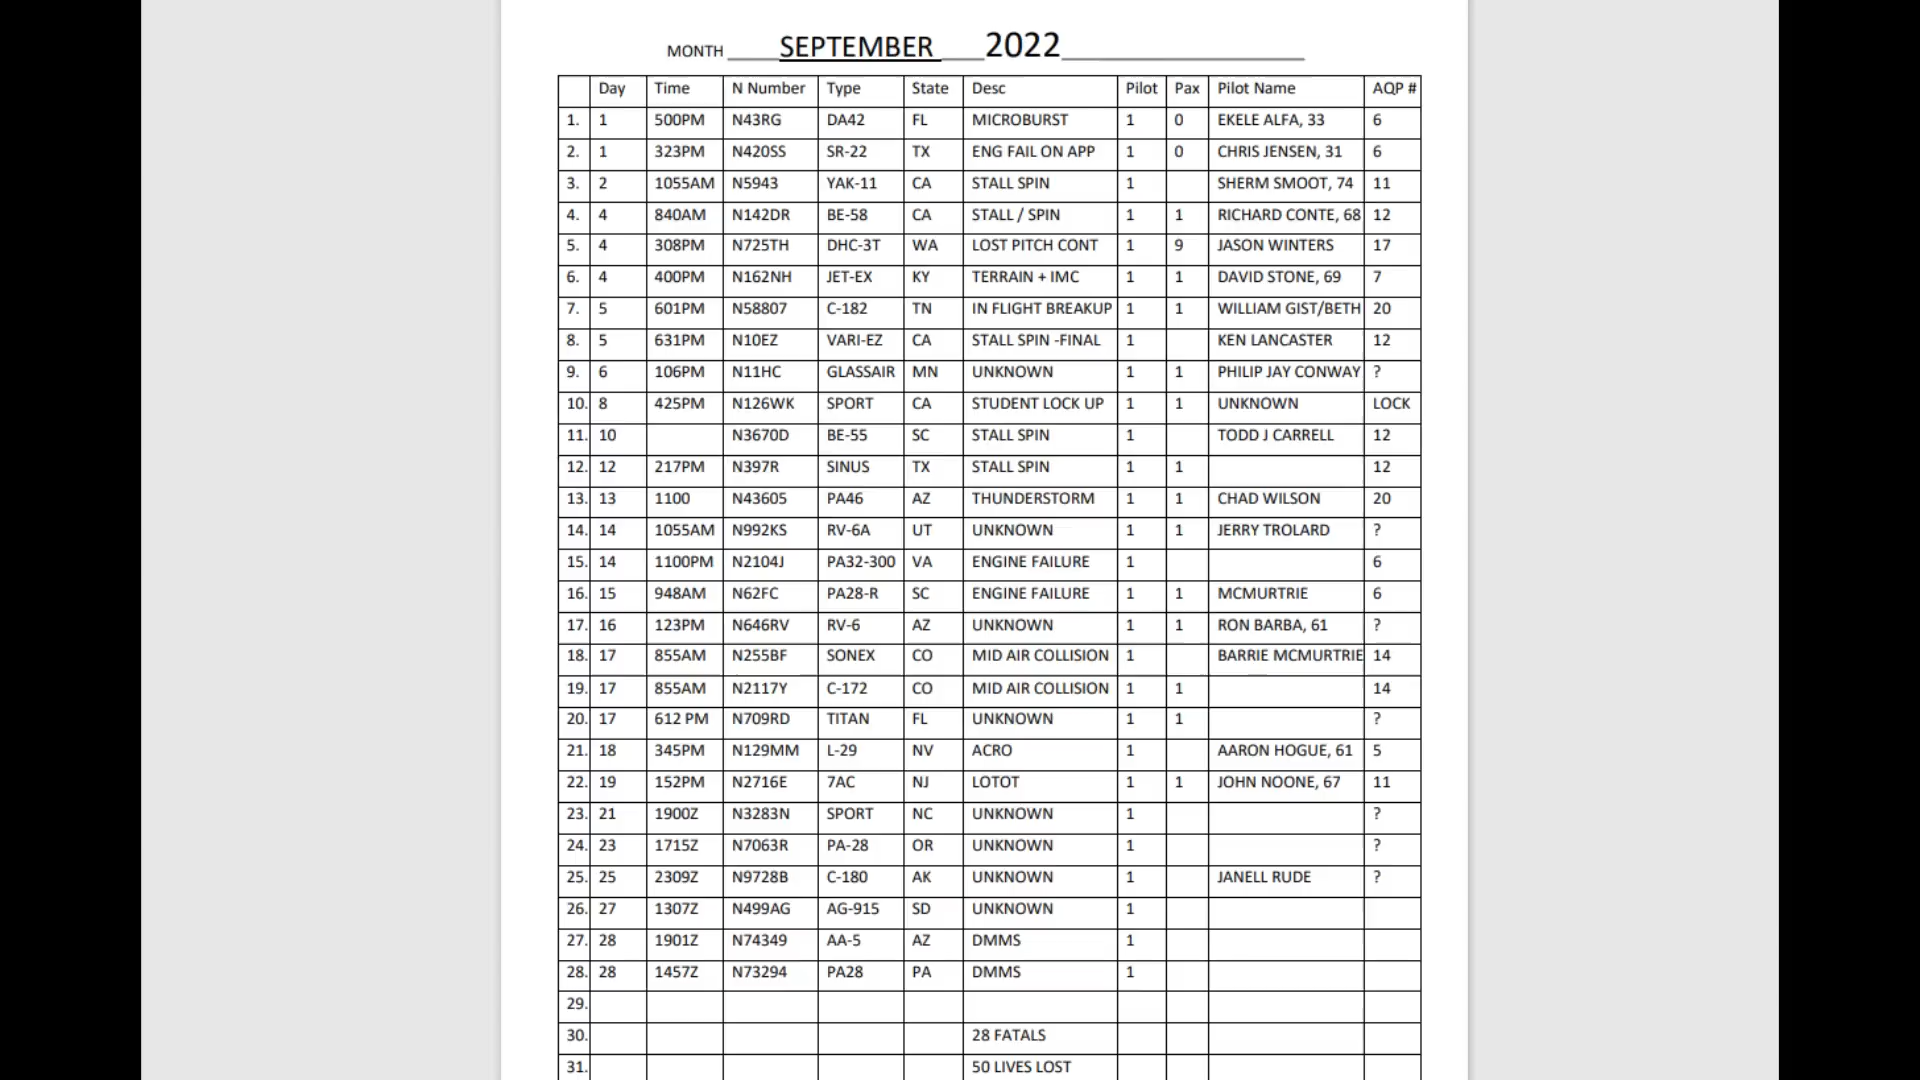 MONTH ____SEPTEMBER____2022______________________
Day Time N Number Type State Desc Pilot Pax Pilot Name AQP #
1. 1 500PM N43RG DA42 FL MICROBURST 1 0 EKELE ALFA, 33 6
2. 1 323PM N420SS SR-22 TX ENG FAIL ON APP 1 0 CHRIS JENSEN, 31 6
3. 2 1055AM N5943 YAK-11 CA STALL SPIN 1 SHERM SMOOT, 74 11
4. 4 840AM N142DR BE-58 CA STALL / SPIN 1 1 RICHARD CONTE, 68 12
5. 4 308PM N725TH DHC-3T WA LOST PITCH CONT 1 9 JASON WINTERS 17
6. 4 400PM N162NH JET-EX KY TERRAIN + IMC 1 1 DAVID STONE, 69 7
7. 5 601PM N58807 C-182 TN IN FLIGHT BREAKUP 1 1 WILLIAM GIST/BETH 20
8. 5 631PM N10EZ VARI-EZ CA STALL SPIN -FINAL 1 KEN LANCASTER 12
9. 6 106PM N11HC GLASSAIR MN UNKNOWN 1 1 PHILIP JAY CONWAY ?
10. 8 425PM N126WK SPORT CA STUDENT LOCK UP 1 1 UNKNOWN LOCK
11. 10 N3670D BE-55 SC STALL SPIN 1 TODD J CARRELL 12
12. 12 217PM N397R SINUS TX STALL SPIN 1 1 12
13. 13 1100 N43605 PA46 AZ THUNDERSTORM 1 1 CHAD WILSON 20
14. 14 1055AM N992KS RV-6A UT UNKNOWN 1 1 JERRY TROLARD ?
15. 14 1100PM N2104J PA32-300 VA ENGINE FAILURE 1 6
16. 15 948AM N62FC PA28-R SC ENGINE FAILURE 1 1 MCMURTRIE 6
17. 16 123PM N646RV RV-6 AZ UNKNOWN 1 1 RON BARBA, 61 ?
18. 17 855AM N255BF SONEX CO MID AIR COLLISION 1 BARRIE MCMURTRIE 14
19. 17 855AM N2117Y C-172 CO MID AIR COLLISION 1 1 14
20. 17 612 PM N709RD TITAN FL UNKNOWN 1 1 ?
21. 18 345PM N129MM L-29 NV ACRO 1 AARON HOGUE, 61 5
22. 19 152PM N2716E 7AC NJ LOTOT 1 1 JOHN NOONE, 67 11
23. 21 1900Z N3283N SPORT NC UNKNOWN 1 ?
24. 23 1715Z N7063R PA-28 OR UNKNOWN 1 ?
25. 25 2309Z N9728B C-180 AK UNKNOWN 1 JANELL RUDE ?
26. 27 1307Z N499AG AG-915 SD UNKNOWN 1
27. 28 1901Z N74349 AA-5 AZ DMMS 1
28. 28 1457Z N73294 PA28 PA DMMS 1
29.
30. 28 FATALS
31. 50 LIVES LOST